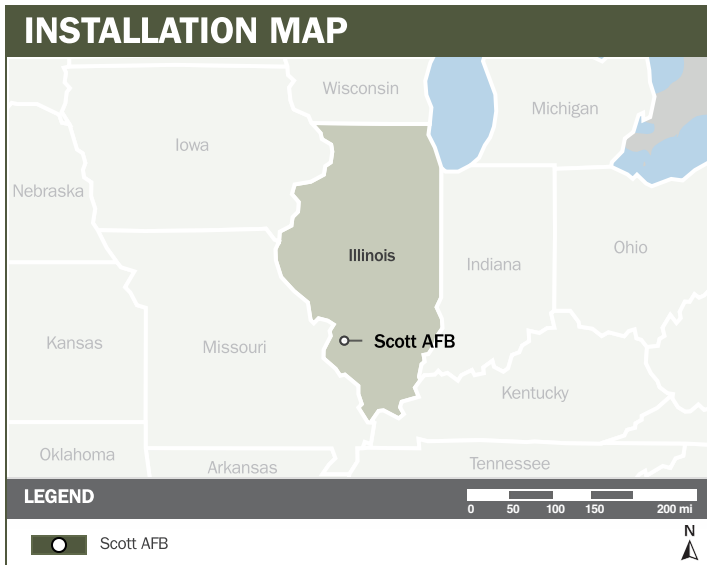 INSTALLATION MAP
Wisconsin
Michigan
Iowa
Nebraska
Illinois
Ohio
Indiana
Scott AFB
Kansas
Missouri
Kentucky
Oklahoma
Arkansas
Tennessee
LEGEND
0 50 100 150 200 mi
Scott AFB
N